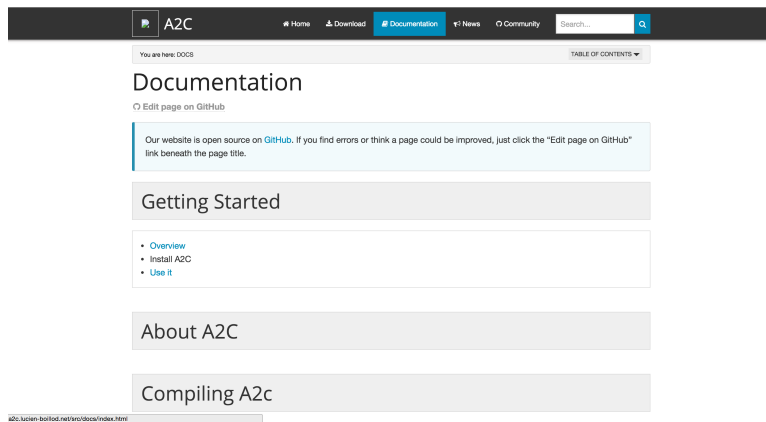 A2C
Home Download Documentation News Community Search...
You are here: DOCS TABLE OF CONTENTS
Documentation
Edit page on GitHub
Our website is open source on GitHub. If you find errors or think a page could be improved, just click the “Edit page on GitHub”
link beneath the page title.
Getting Started
• Overview
• Install A2C
• Use it
About A2C
Compiling A2c
a2c.lucien-boillod.net/src/docs/index.html